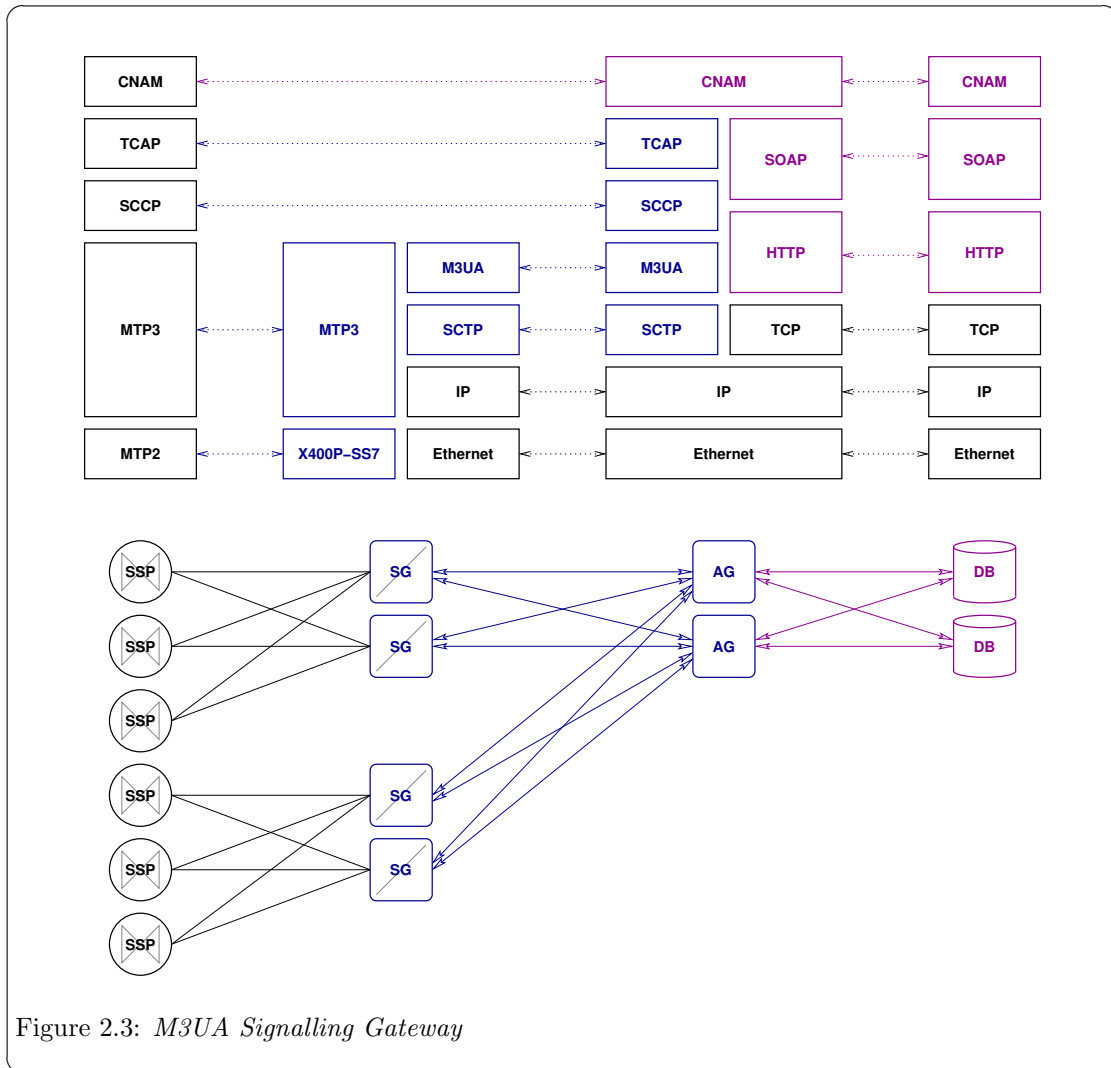 CNAM CNAM CNAM
TCAP TCAP SOAP SOAP
SCCP SCCP
MTP3 MTP3 M3UA M3UA HTTP HTTP
SCTP SCTP TCP TCP
IP IP IP
MTP2 X400P−SS7 Ethernet Ethernet Ethernet
SSP SG AG DB
SSP SG AG DB
SSP
SSP SG
SSP SG
SSP
Figure 2.3: M3UA Signalling Gateway